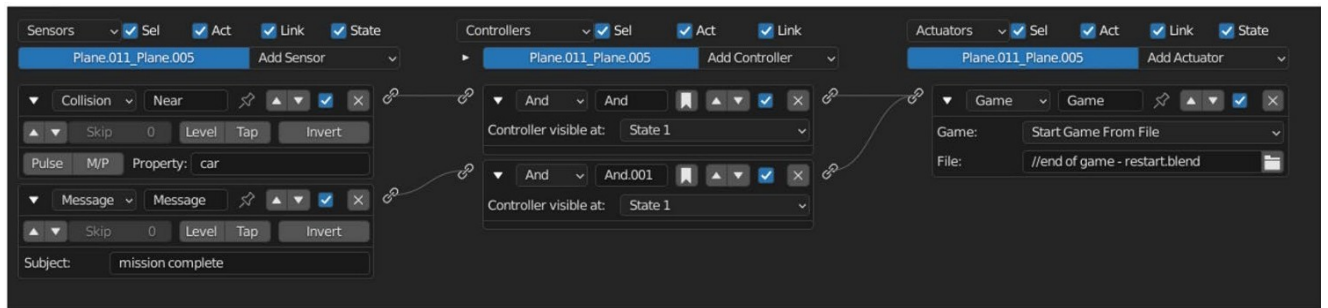 Sensors Sel Act Link State
Plane.011_Plane.005 Add Sensor
Collision Near
Skip 0 Level Tap Invert
Pulse M/P Property: car
Message Message
Skip 0 Level Tap Invert
Subject: mission complete
Controllers Sel Act Link
Plane.011_Plane.005 Add Controller
And And
Controller visible at: State 1
And And.001
Controller visible at: State 1
Actuators Sel Act Link State
Plane.011_Plane.005 Add Actuator
Game Game
Game: Start Game From File
File: //end of game - restart.blend